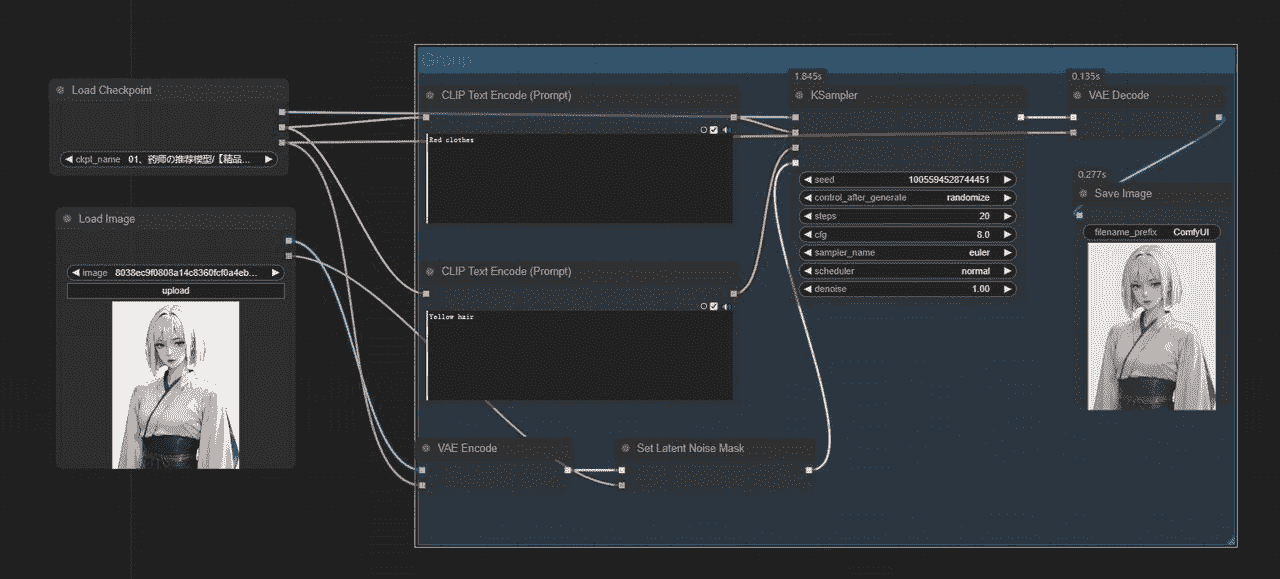 Group
Load Checkpoint
ckpt_name 01、药师の推荐模型/【精品...
Load Image
image 8038ec9f0808a14c8360fcf0a4eb...
upload
CLIP Text Encode (Prompt)
Red clothes
CLIP Text Encode (Prompt)
Yellow hair
VAE Encode
Set Latent Noise Mask
1.845s
KSampler
seed 1005594528744451
control_after_generate randomize
steps 20
cfg 8.0
sampler_name euler
scheduler normal
denoise 1.00
0.135s
VAE Decode
0.277s
Save Image
filename_prefix ComfyUI